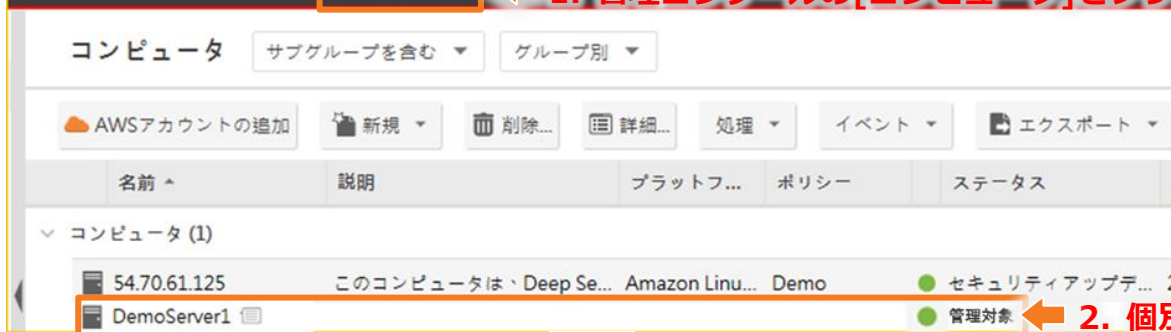 コンピュータ サブグループを含む グループ別
AWSアカウントの追加 新規 削除... 詳細... 処理 イベント エクスポート
名前 説明 プラットフ... ポリシー ステータス
コンピュータ (1)
54.70.61.125 このコンピュータは、Deep Se... Amazon Linu... Demo セキュリティアップデ...
DemoServer1 管理対象 2. 個別